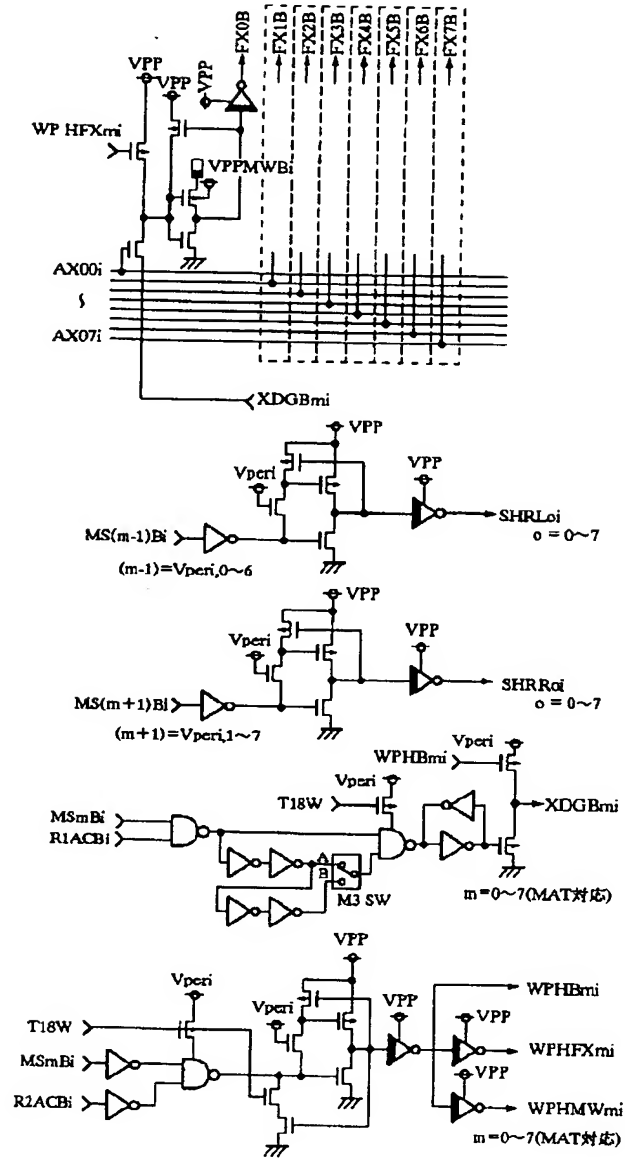 FX0B
FX1B
FX2B
FX3B
FX4B
FX5B
FX6B
FX7B
VPP
VPP
VPP
WPHFXmi
VPPMWBi
AX00i
AX07i
XDGBmi
VPP
Vperi
VPP
MS(m-1)Bi
SHRLoi
o = 0～7
(m-1)=Vperi,0～6
VPP
Vperi
VPP
MS(m+1)Bi
SHRRoi
o = 0～7
(m+1)=Vperi,1～7
Vperi
WPHBmi
Vperi
T18W
XDGBmi
MSmBi
R1ACBi
A
B
M3 SW
m=0～7(MAT対応)
VPP
Vperi
WPHBmi
T18W
Vperi
VPP
VPP
MSmBi
WPHFXmi
R2ACBi
VPP
WPHMWmi
m=0～7(MAT対応)